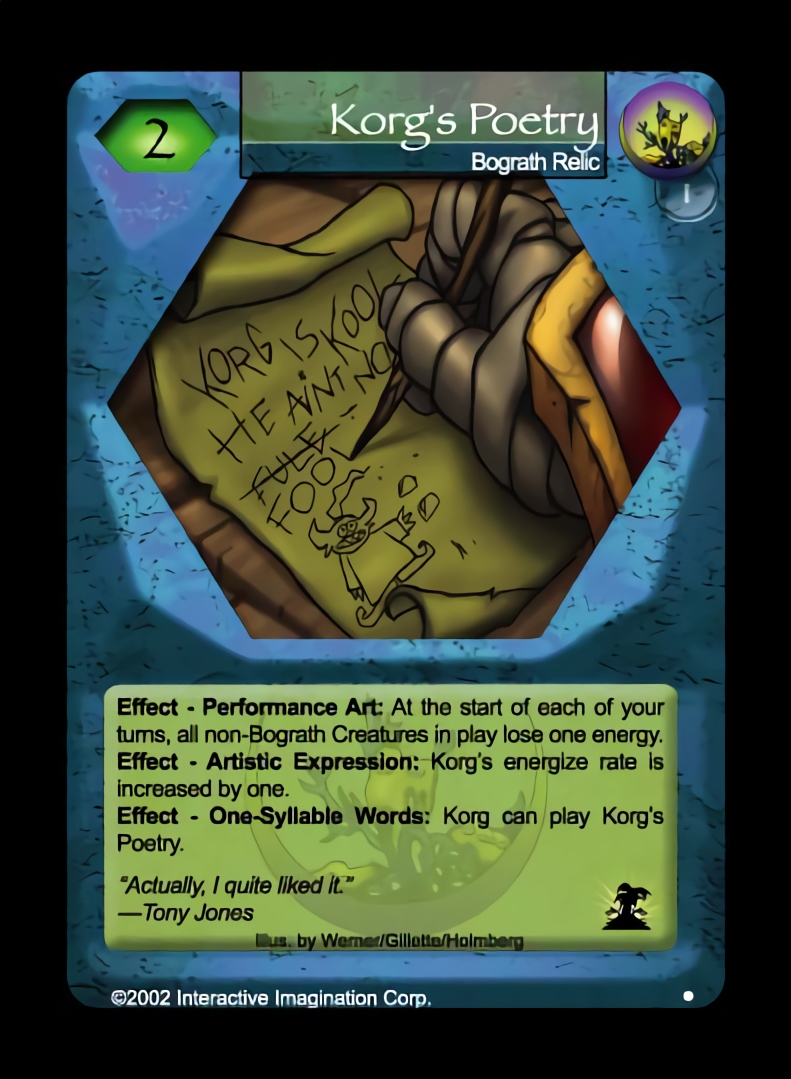 2
Korg's Poetry
Bograth Relic
1
KORG IS KOOL
HE AINT NO
FULE
FOOL
Effect - Performance Art: At the start of each of your
turns, all non-Bograth Creatures in play lose one energy.
Effect - Artistic Expression: Korg's energize rate is
increased by one.
Effect - One-Syllable Words: Korg can play Korg's
Poetry.
"Actually, I quite liked it."
—Tony Jones
Illus. by Werner/Gillette/Holmberg
©2002 Interactive Imagination Corp.